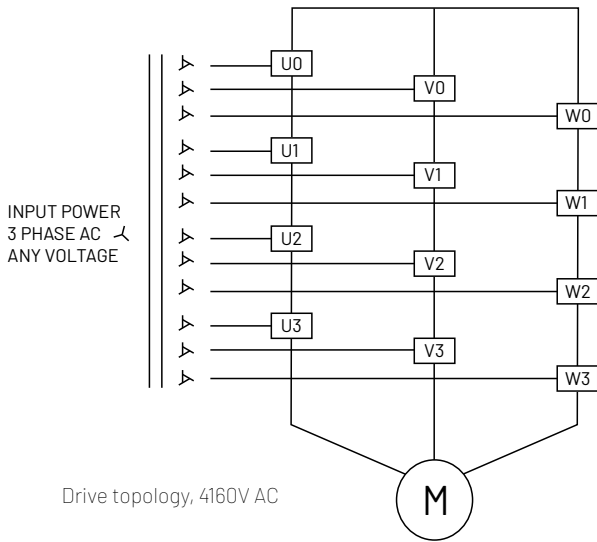 U0
V0
W0
U1
V1
W1
INPUT POWER
3 PHASE AC
ANY VOLTAGE
U2
V2
W2
U3
V3
W3
Drive topology, 4160V AC
M